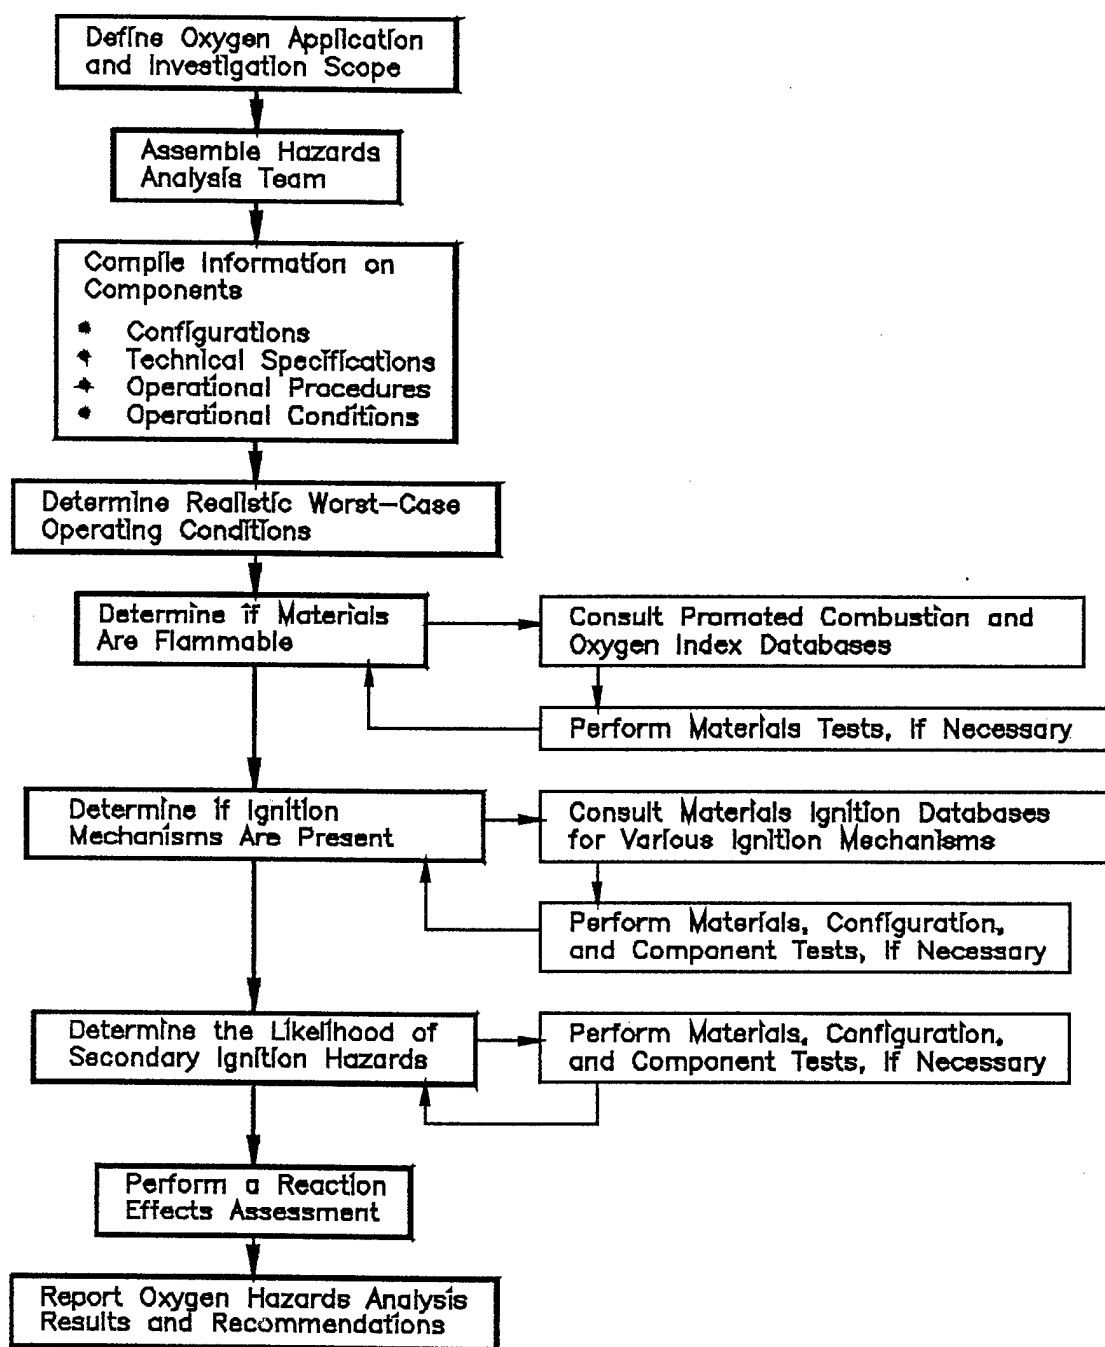 Define Oxygen Application
and Investigation Scope
Assemble Hazards
Analysis Team
Compile Information on
Components
• Configurations
• Technical Specifications
• Operational Procedures
• Operational Conditions
Determine Realistic Worst-Case
Operating Conditions
Determine if Materials
Are Flammable
Consult Promoted Combustion and
Oxygen Index Databases
Perform Materials Tests, If Necessary
Determine if Ignition
Mechanisms Are Present
Consult Materials Ignition Databases
for Various Ignition Mechanisms
Perform Materials, Configuration,
and Component Tests, If Necessary
Determine the Likelihood of
Secondary Ignition Hazards
Perform Materials, Configuration,
and Component Tests, If Necessary
Perform a Reaction
Effects Assessment
Report Oxygen Hazards Analysis
Results and Recommendations